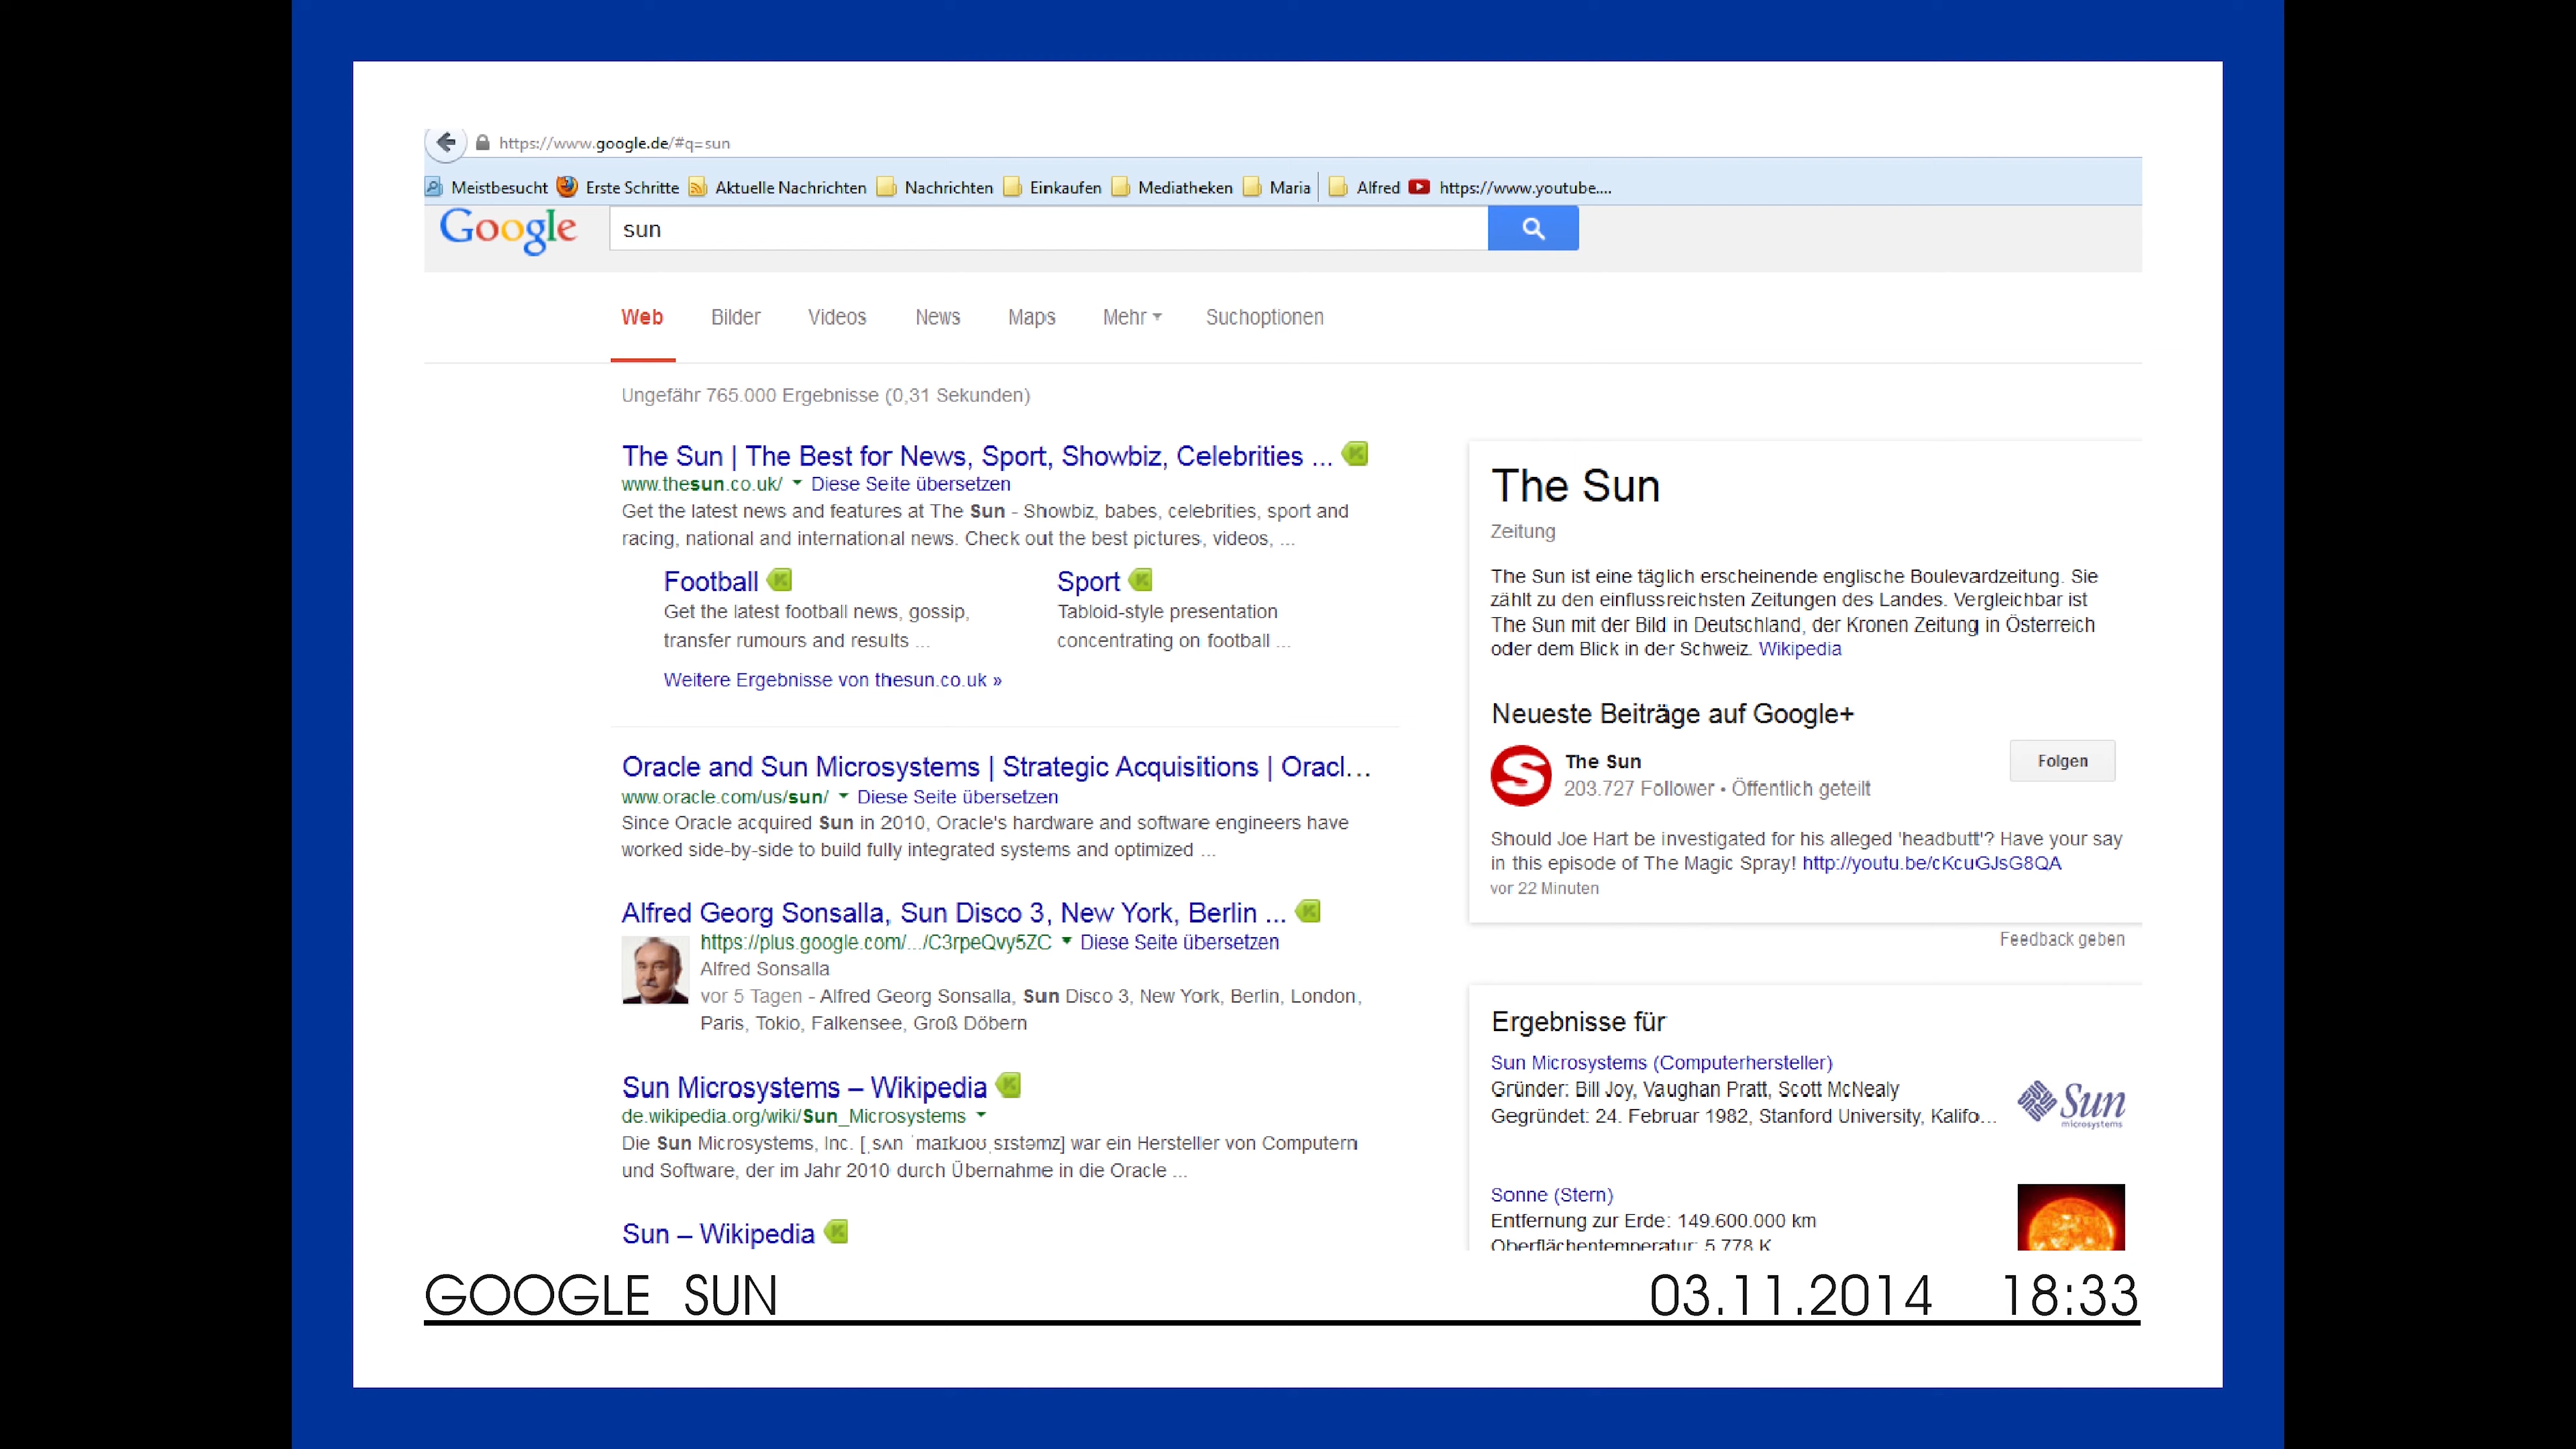 https://www.google.de/#q=sun
Meistbesucht Erste Schritte Aktuelle Nachrichten Nachrichten Einkaufen Mediatheken Maria Alfred https://www.youtube....
Google sun
Web Bilder Videos News Maps Mehr Suchoptionen
Ungefähr 765.000 Ergebnisse (0,31 Sekunden)
The Sun | The Best for News, Sport, Showbiz, Celebrities ...
www.thesun.co.uk/ Diese Seite übersetzen
Get the latest news and features at The Sun - Showbiz, babes, celebrities, sport and
racing, national and international news. Check out the best pictures, videos, ...
Football
Get the latest football news, gossip,
transfer rumours and results ...
Sport
Tabloid-style presentation
concentrating on football ...
Weitere Ergebnisse von thesun.co.uk »
Oracle and Sun Microsystems | Strategic Acquisitions | Oracl...
www.oracle.com/us/sun/ Diese Seite übersetzen
Since Oracle acquired Sun in 2010, Oracle's hardware and software engineers have
worked side-by-side to build fully integrated systems and optimized ...
Alfred Georg Sonsalla, Sun Disco 3, New York, Berlin ...
https://plus.google.com/.../C3rpeQvy5ZC Diese Seite übersetzen
Alfred Sonsalla
vor 5 Tagen - Alfred Georg Sonsalla, Sun Disco 3, New York, Berlin, London,
Paris, Tokio, Falkensee, Groß Döbern
Sun Microsystems – Wikipedia
de.wikipedia.org/wiki/Sun_Microsystems
Die Sun Microsystems, Inc. [ˌsʌn ˈmaɪkɹoʊˌsɪstəmz] war ein Hersteller von Computern
und Software, der im Jahr 2010 durch Übernahme in die Oracle ...
Sun – Wikipedia
The Sun
Zeitung
The Sun ist eine täglich erscheinende englische Boulevardzeitung. Sie
zählt zu den einflussreichsten Zeitungen des Landes. Vergleichbar ist
The Sun mit der Bild in Deutschland, der Kronen Zeitung in Österreich
oder dem Blick in der Schweiz. Wikipedia
Neueste Beiträge auf Google+
The Sun
203.727 Follower • Öffentlich geteilt
Folgen
Should Joe Hart be investigated for his alleged 'headbutt'? Have your say
in this episode of The Magic Spray! http://youtu.be/cKcuGJsG8QA
vor 22 Minuten
Feedback geben
Ergebnisse für
Sun Microsystems (Computerhersteller)
Gründer: Bill Joy, Vaughan Pratt, Scott McNealy
Gegründet: 24. Februar 1982, Stanford University, Kalifo...
Sun
microsystems
Sonne (Stern)
Entfernung zur Erde: 149.600.000 km
Oberflächentemperatur: 5.778 K
GOOGLE SUN 03.11.2014 18:33